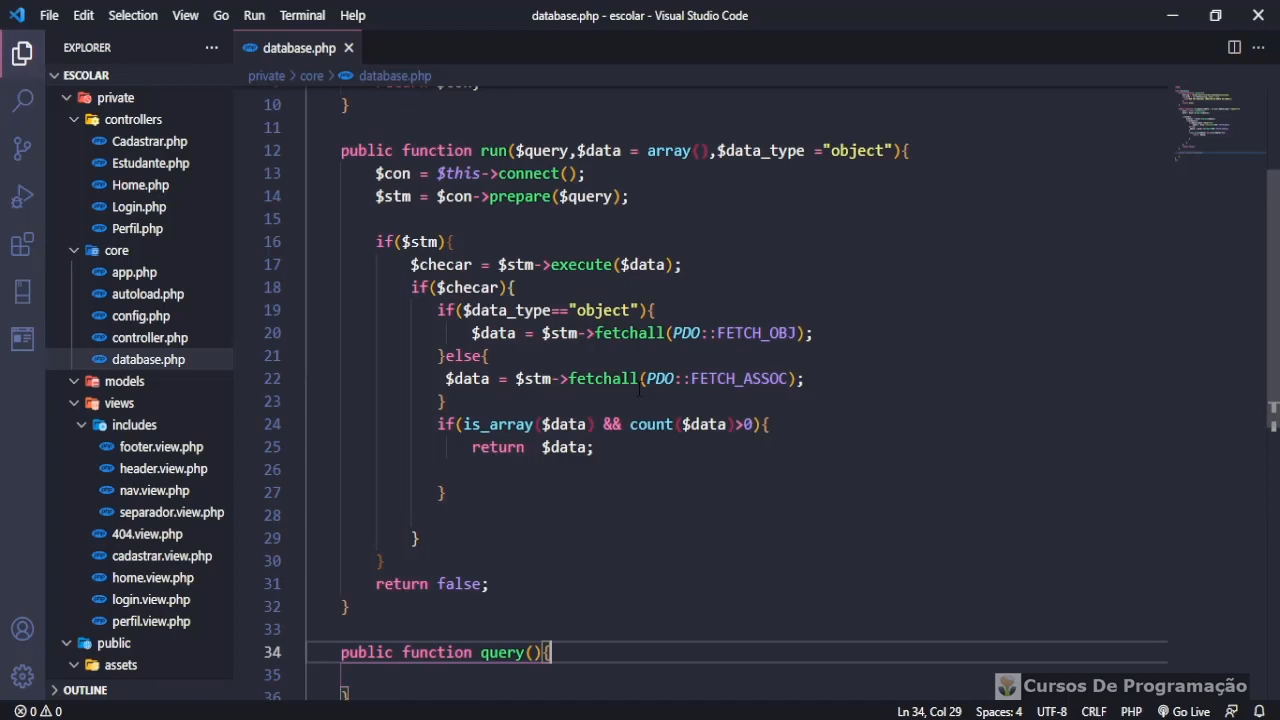 File Edit Selection View Go Run Terminal Help
database.php - escolar - Visual Studio Code
EXPLORER
database.php
ESCOLAR
private
controllers
Cadastrar.php
Estudante.php
Home.php
Login.php
Perfil.php
core
app.php
autoload.php
config.php
controller.php
database.php
models
views
includes
footer.view.php
header.view.php
nav.view.php
separador.view.php
404.view.php
cadastrar.view.php
home.view.php
login.view.php
perfil.view.php
public
assets
OUTLINE
private > core > database.php
10 }
11
12 public function run($query,$data = array(),$data_type ="object"){
13 $con = $this->connect();
14 $stm = $con->prepare($query);
15
16 if($stm){
17 $checar = $stm->execute($data);
18 if($checar){
19 if($data_type=="object"){
20 $data = $stm->fetchall(PDO::FETCH_OBJ);
21 }else{
22 $data = $stm->fetchall(PDO::FETCH_ASSOC);
23 }
24 if(is_array($data) && count($data)>0){
25 return $data;
26
27 }
28
29 }
30 }
31 return false;
32 }
33
34 public function query(){
35
36 }
Cursos De Programação
0 0
Ln 34, Col 29 Spaces: 4 UTF-8 CRLF PHP Go Live